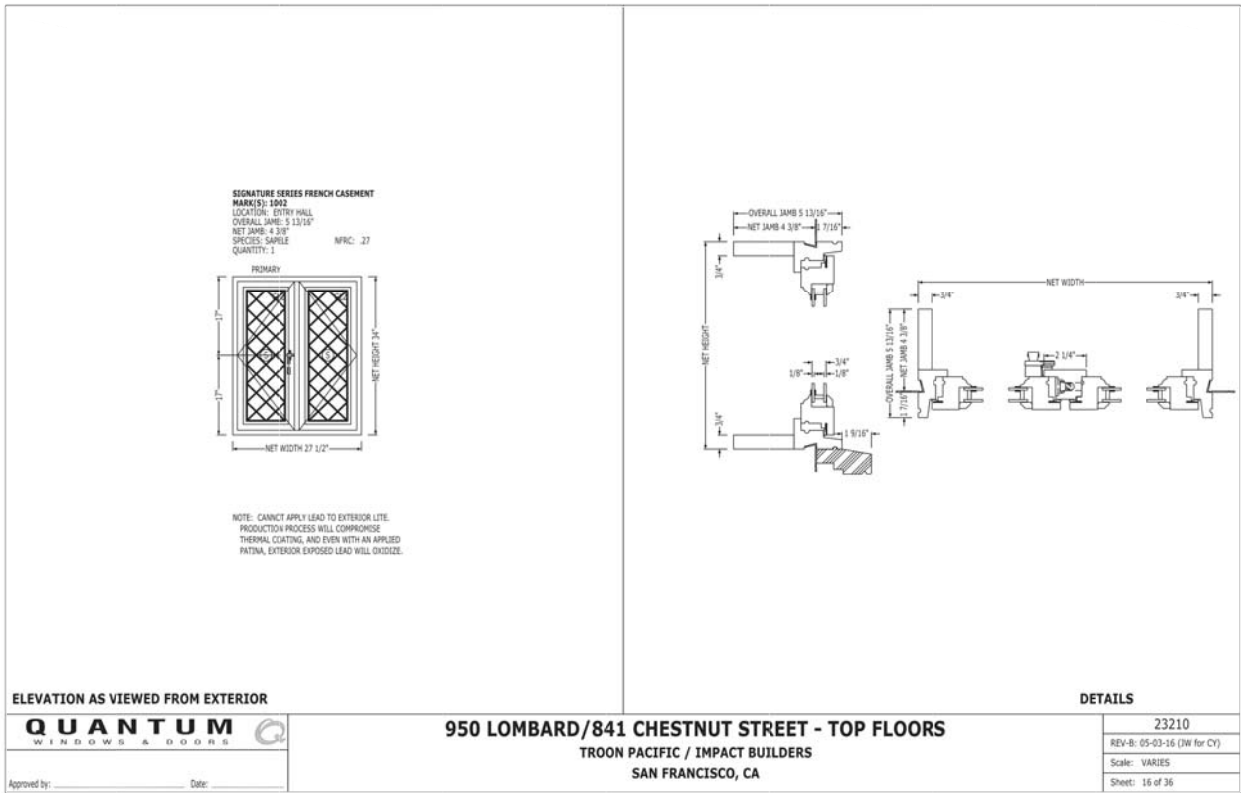 SIGNATURE SERIES FRENCH CASEMENT
MARK(S): 1002
LOCATION: ENTRY HALL
OVERALL JAMB: 5 13/16"
NET JAMB: 4 3/8"
SPECIES: SAPELE NFRC: .27
QUANTITY: 1
PRIMARY
17"
17"
S
S
NET HEIGHT 34"
NET WIDTH 27 1/2"
NOTE: CANNCT APPLY LEAD TO EXTERIOR LITE.
PRODUCTION PROCESS WILL COMPROMISE
THERMAL COATING, AND EVEN WITH AN APPLIED
PATINA, EXTERIOR EXPOSED LEAD WILL OXIDIZE.
OVERALL JAMB 5 13/16"
NET JAMB 4 3/8" 1 7/16"
3/4"
NET HEIGHT
3/4"
1/8" 1/8"
3/4"
1 9/16"
NET WIDTH
3/4" 3/4"
OVERALL JAMB 5 13/16"
NET JAMB 4 3/8"
1 7/16"
2 1/4"
ELEVATION AS VIEWED FROM EXTERIOR
DETAILS
QUANTUM
WINDOWS & DOORS
Approved by: Date:
950 LOMBARD/841 CHESTNUT STREET - TOP FLOORS
TROON PACIFIC / IMPACT BUILDERS
SAN FRANCISCO, CA
23210
REV-B: 05-03-16 (JW for CY)
Scale: VARIES
Sheet: 16 of 36